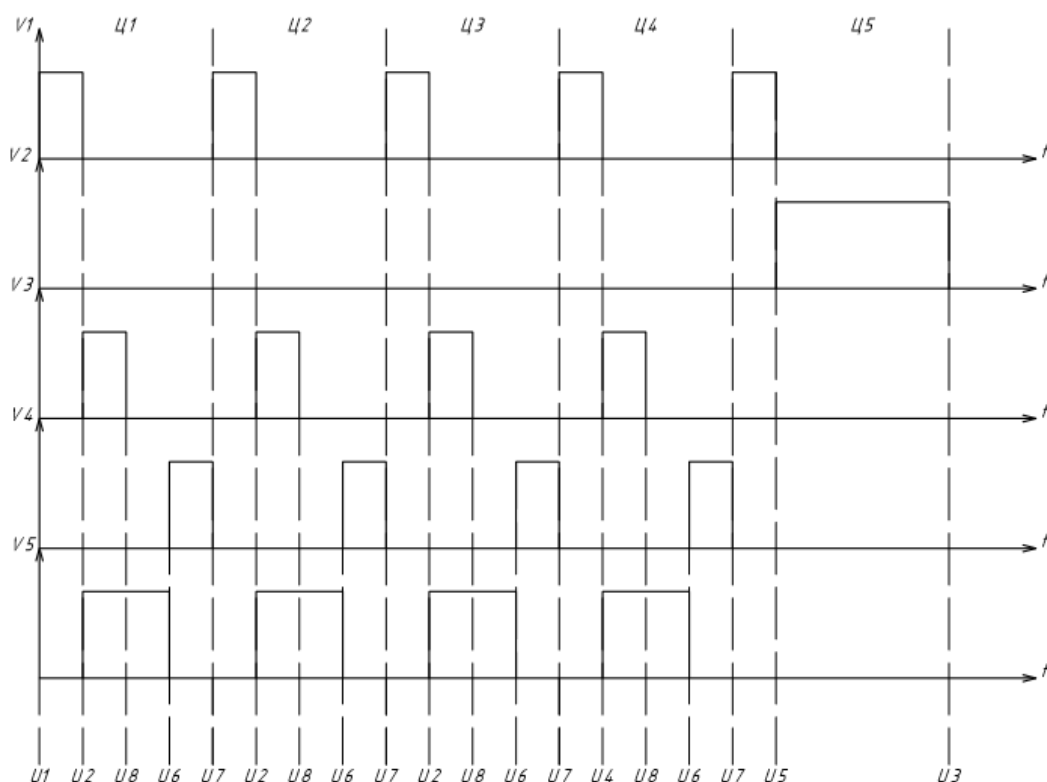 V1 Ц1 Ц2 Ц3 Ц4 Ц5
V2 t
V3 t
V4 t
V5 t
t
U1 U2 U8 U6 U7 U2 U8 U6 U7 U2 U8 U6 U7 U4 U8 U6 U7 U5 U3